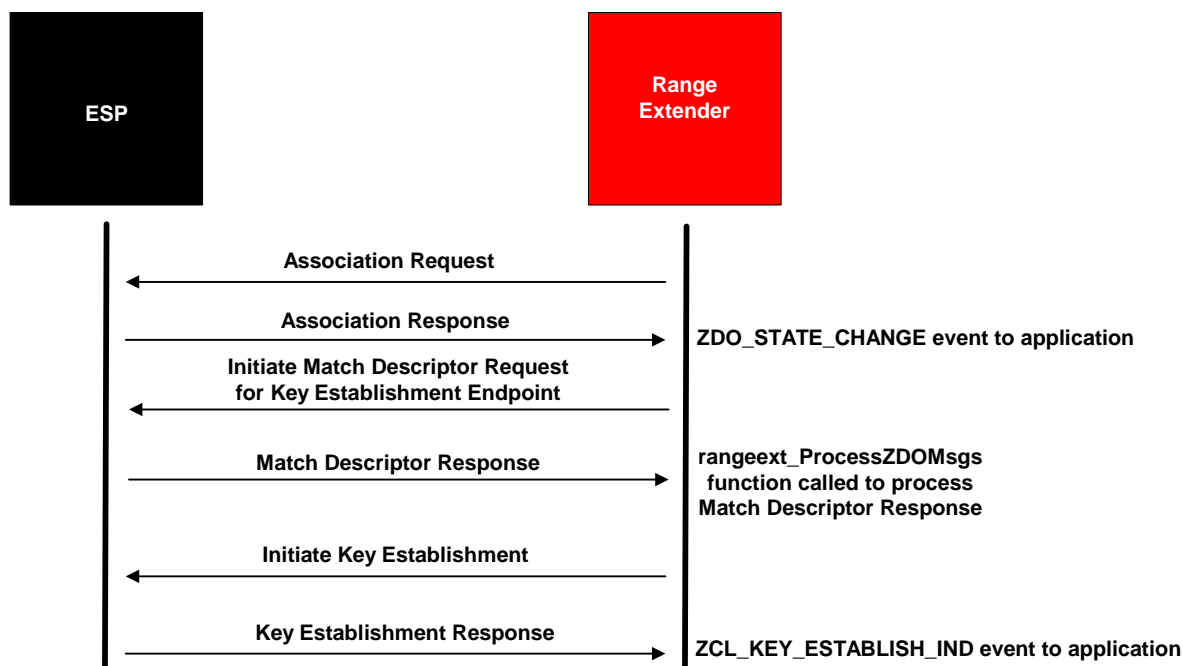 ESP
Range
Extender
Association Request
Association Response
ZDO_STATE_CHANGE event to application
Initiate Match Descriptor Request
for Key Establishment Endpoint
Match Descriptor Response
rangeext_ProcessZDOMsgs
function called to process
Match Descriptor Response
Initiate Key Establishment
Key Establishment Response
ZCL_KEY_ESTABLISH_IND event to application